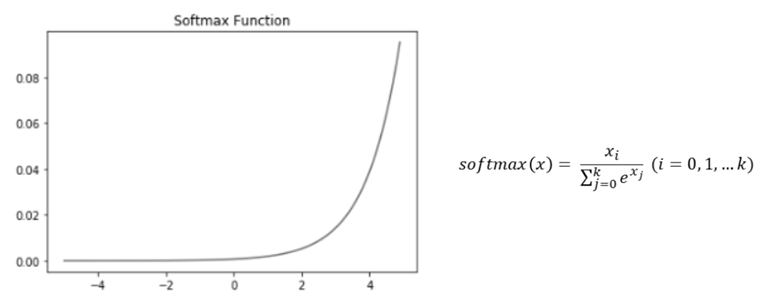 Softmax Function
0.08
0.06
0.04
0.02
0.00
−4 −2 0 2 4
softmax(x) = x_i / ∑_{j=0}^{k} e^{x_j} (i = 0, 1, … k)